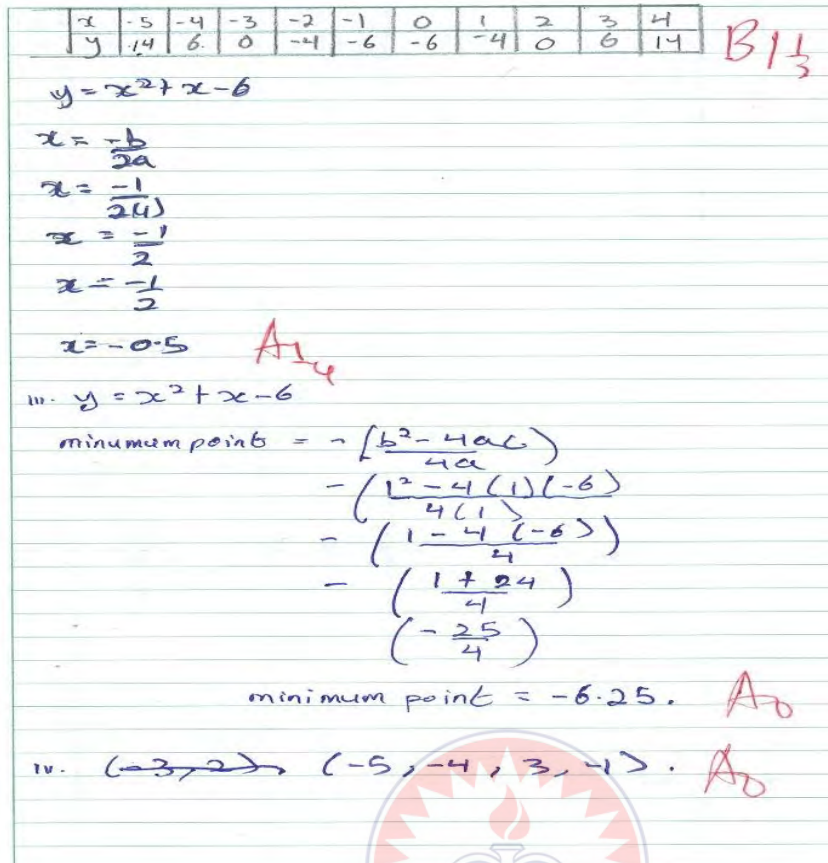 x | -5 | -4 | -3 | -2 | -1 | 0 | 1 | 2 | 3 | 4
y | 14 | 6 | 0 | -4 | -6 | -6 | -4 | 0 | 6 | 14
B1 1/3
y = x² + x - 6
x = -b/2a
x = -1/2(1)
x = -1/2
x = -1/2
x = -0.5 A1
iii. y = x² + x - 6
minumum point = -(b² - 4ac/4a)
-(1² - 4(1)(-6)/4(1)
-(1 - 4(-6)/4)
-(1 + 24/4)
(-25/4)
minimum point = -6.25. A0
iv. (-3, 2), (-5, -4, 3, -1). A0